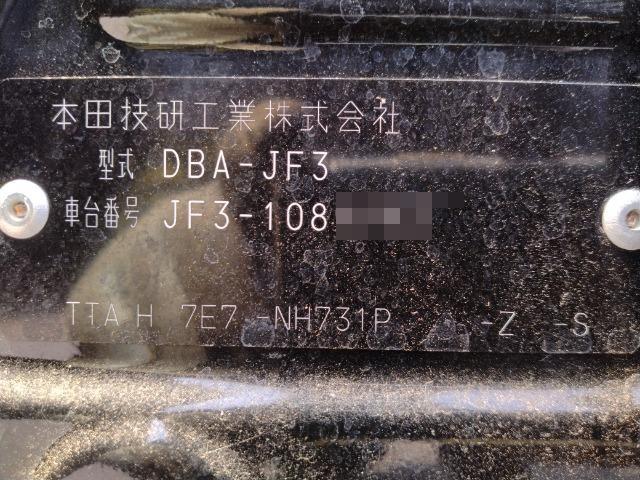 本田技研工業株式会社
型式 DBA-JF3
車台番号 JF3-108
TTA H 7E7 -NH731P -Z -S